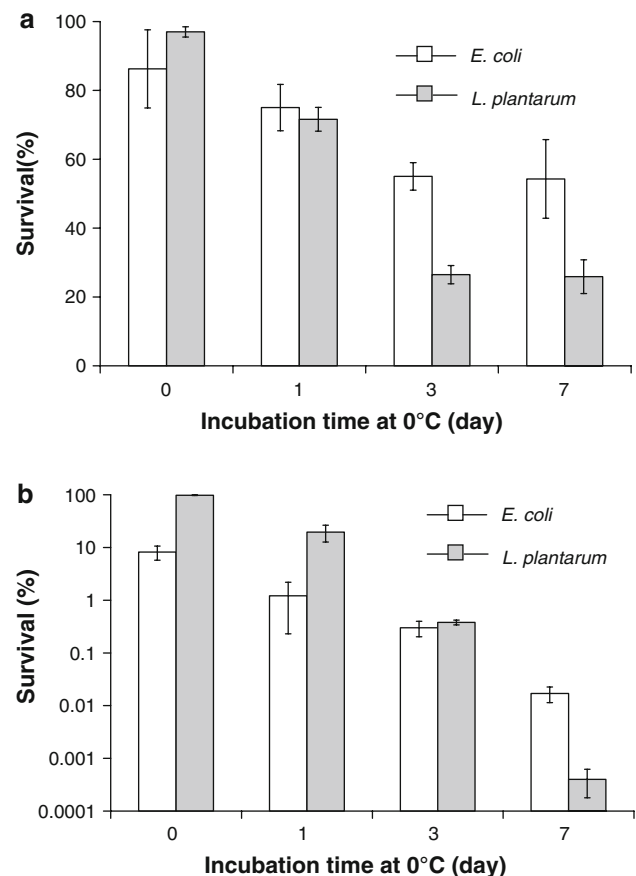 a
100
80
60
40
20
0
Survival(%)
E. coli
L. plantarum
0 1 3 7
Incubation time at 0°C (day)
b
100
10
1
0.1
0.01
0.001
0.0001
Survival (%)
E. coli
L. plantarum
0 1 3 7
Incubation time at 0°C (day)